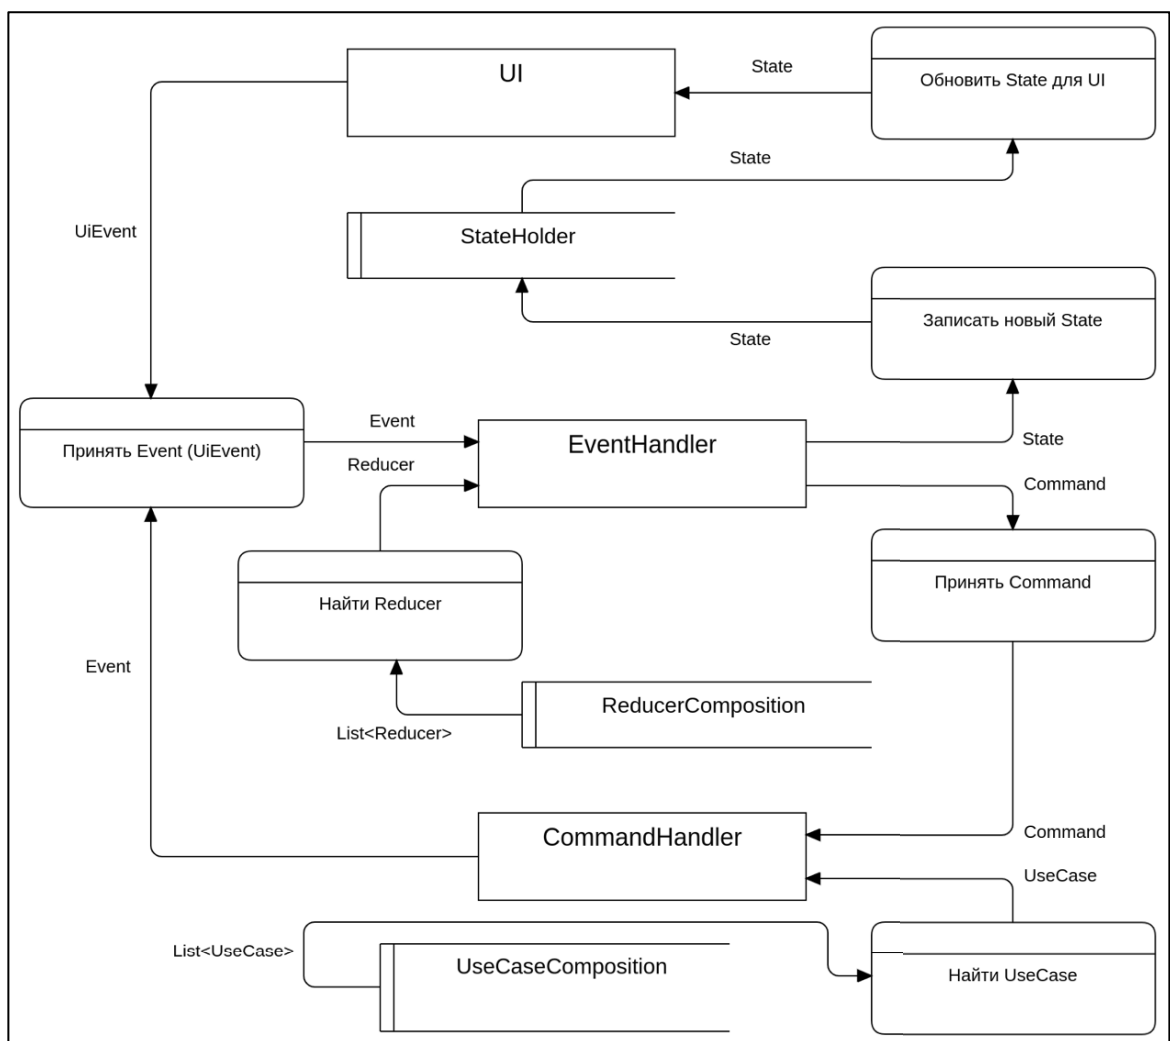 UI
State
Обновить State для UI
State
UiEvent
StateHolder
Записать новый State
State
Принять Event (UiEvent)
Event
EventHandler
Reducer
State
Command
Найти Reducer
Принять Command
Event
ReducerComposition
List<Reducer>
CommandHandler
Command
UseCase
List<UseCase>
UseCaseComposition
Найти UseCase